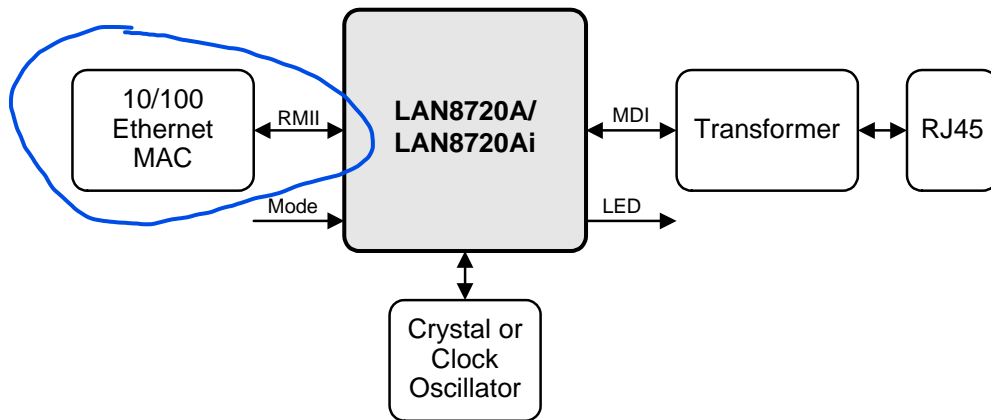 10/100
Ethernet
MAC
RMII
LAN8720A/
LAN8720Ai
MDI
Transformer
RJ45
Mode
LED
Crystal or
Clock
Oscillator